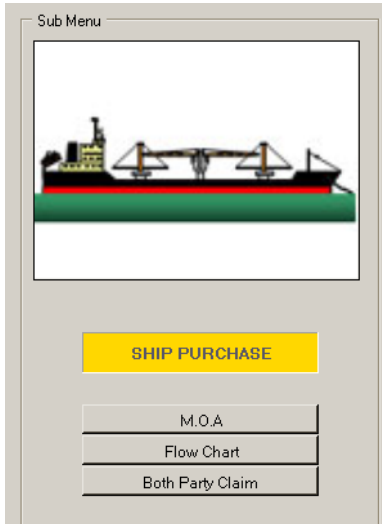 Sub Menu
SHIP PURCHASE
M.O.A
Flow Chart
Both Party Claim